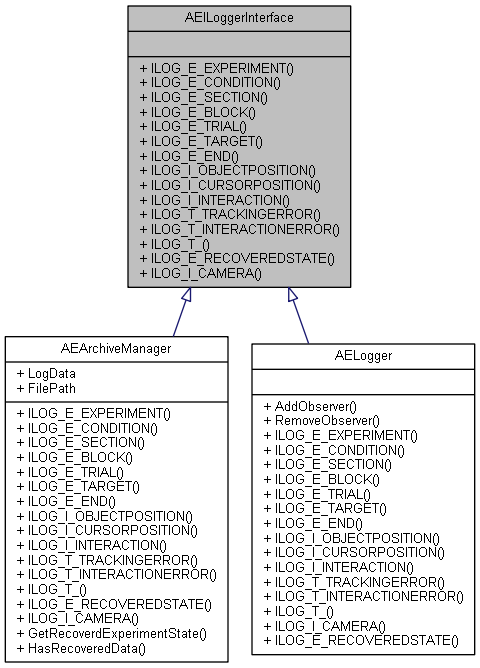 AEILoggerInterface
+ ILOG_E_EXPERIMENT()
+ ILOG_E_CONDITION()
+ ILOG_E_SECTION()
+ ILOG_E_BLOCK()
+ ILOG_E_TRIAL()
+ ILOG_E_TARGET()
+ ILOG_E_END()
+ ILOG_I_OBJECTPOSITION()
+ ILOG_I_CURSORPOSITION()
+ ILOG_I_INTERACTION()
+ ILOG_T_TRACKINGERROR()
+ ILOG_T_INTERACTIONERROR()
+ ILOG_T_()
+ ILOG_E_RECOVEREDSTATE()
+ ILOG_I_CAMERA()
AEArchiveManager
+ LogData
+ FilePath
+ ILOG_E_EXPERIMENT()
+ ILOG_E_CONDITION()
+ ILOG_E_SECTION()
+ ILOG_E_BLOCK()
+ ILOG_E_TRIAL()
+ ILOG_E_TARGET()
+ ILOG_E_END()
+ ILOG_I_OBJECTPOSITION()
+ ILOG_I_CURSORPOSITION()
+ ILOG_I_INTERACTION()
+ ILOG_T_TRACKINGERROR()
+ ILOG_T_INTERACTIONERROR()
+ ILOG_T_()
+ ILOG_E_RECOVEREDSTATE()
+ ILOG_I_CAMERA()
+ GetRecoverdExperimentState()
+ HasRecoveredData()
AELogger
+ AddObserver()
+ RemoveObserver()
+ ILOG_E_EXPERIMENT()
+ ILOG_E_CONDITION()
+ ILOG_E_SECTION()
+ ILOG_E_BLOCK()
+ ILOG_E_TRIAL()
+ ILOG_E_TARGET()
+ ILOG_E_END()
+ ILOG_I_OBJECTPOSITION()
+ ILOG_I_CURSORPOSITION()
+ ILOG_I_INTERACTION()
+ ILOG_T_TRACKINGERROR()
+ ILOG_T_INTERACTIONERROR()
+ ILOG_T_()
+ ILOG_I_CAMERA()
+ ILOG_E_RECOVEREDSTATE()